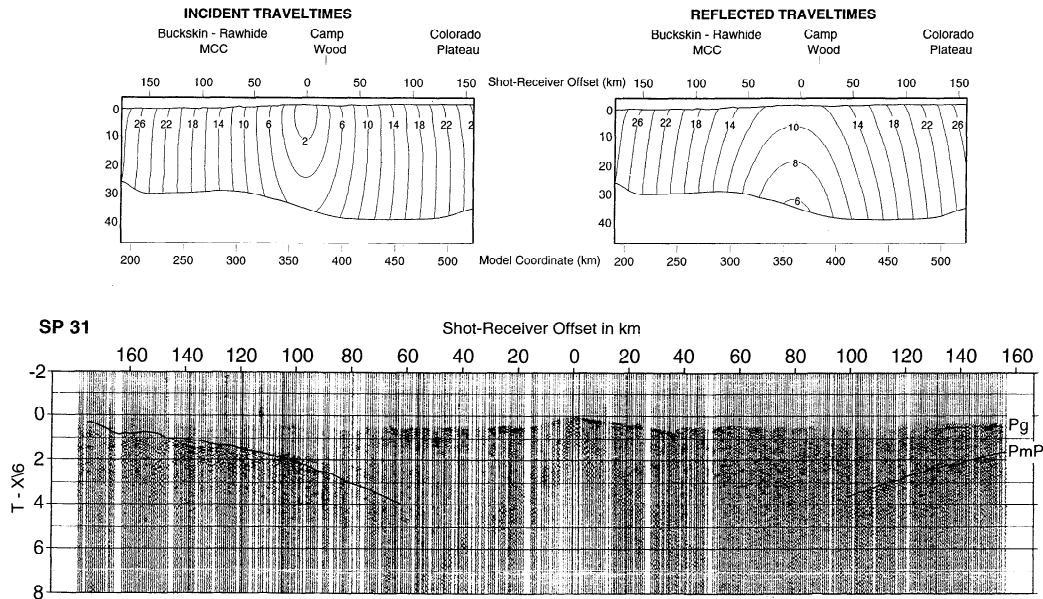 INCIDENT TRAVELTIMES
REFLECTED TRAVELTIMES
Buckskin - Rawhide
MCC
Camp
Wood
Colorado
Plateau
Buckskin - Rawhide
MCC
Camp
Wood
Colorado
Plateau
150 100 50 0 50 100 150
Shot-Receiver Offset (km)
150 100 50 0 50 100 150
0
10
20
30
40
26 22 18 14 10 6 2 6 10 14 18 22 2
0
10
20
30
40
26 22 18 14 10 8 6 14 18 22 26
200 250 300 350 400 450 500
Model Coordinate (km)
200 250 300 350 400 450 500
SP 31
Shot-Receiver Offset in km
160 140 120 100 80 60 40 20 0 20 40 60 80 100 120 140 160
-2
0
2
4
6
8
T - X\6
Pg
PmP